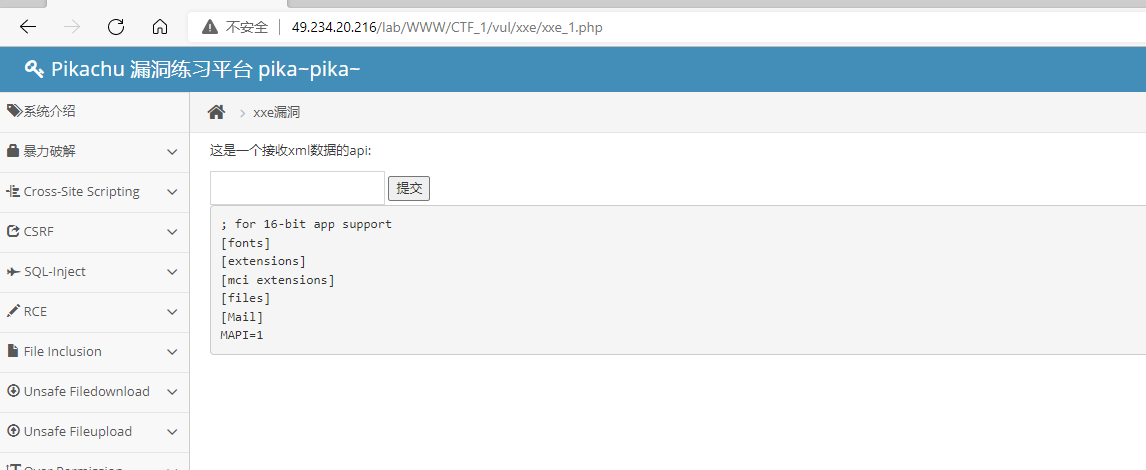 不安全 49.234.20.216/lab/WWW/CTF_1/vul/xxe/xxe_1.php
Pikachu 漏洞练习平台 pika~pika~
系统介绍
暴力破解
Cross-Site Scripting
CSRF
SQL-Inject
RCE
File Inclusion
Unsafe Filedownload
Unsafe Fileupload
Over Permission
xxe漏洞
这是一个接收xml数据的api:
提交
; for 16-bit app support
[fonts]
[extensions]
[mci extensions]
[files]
[Mail]
MAPI=1